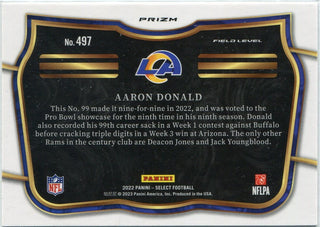 PRIZM
No. 497
FIELD LEVEL
LA
AARON DONALD
This No. 99 made it nine-for-nine in 2022, and was voted to the
Pro Bowl showcase for the ninth time in his ninth season. Donald
also recorded his 99th career sack in a Week 1 contest against Buffalo
before cracking triple digits in a Week 3 win at Arizona. The only other
Rams in the century club are Deacon Jones and Jack Youngblood.
NFL
PANINI
NFLPA
2022 PANINI - SELECT FOOTBALL
© 2023 Panini America, Inc. Produced in the USA.